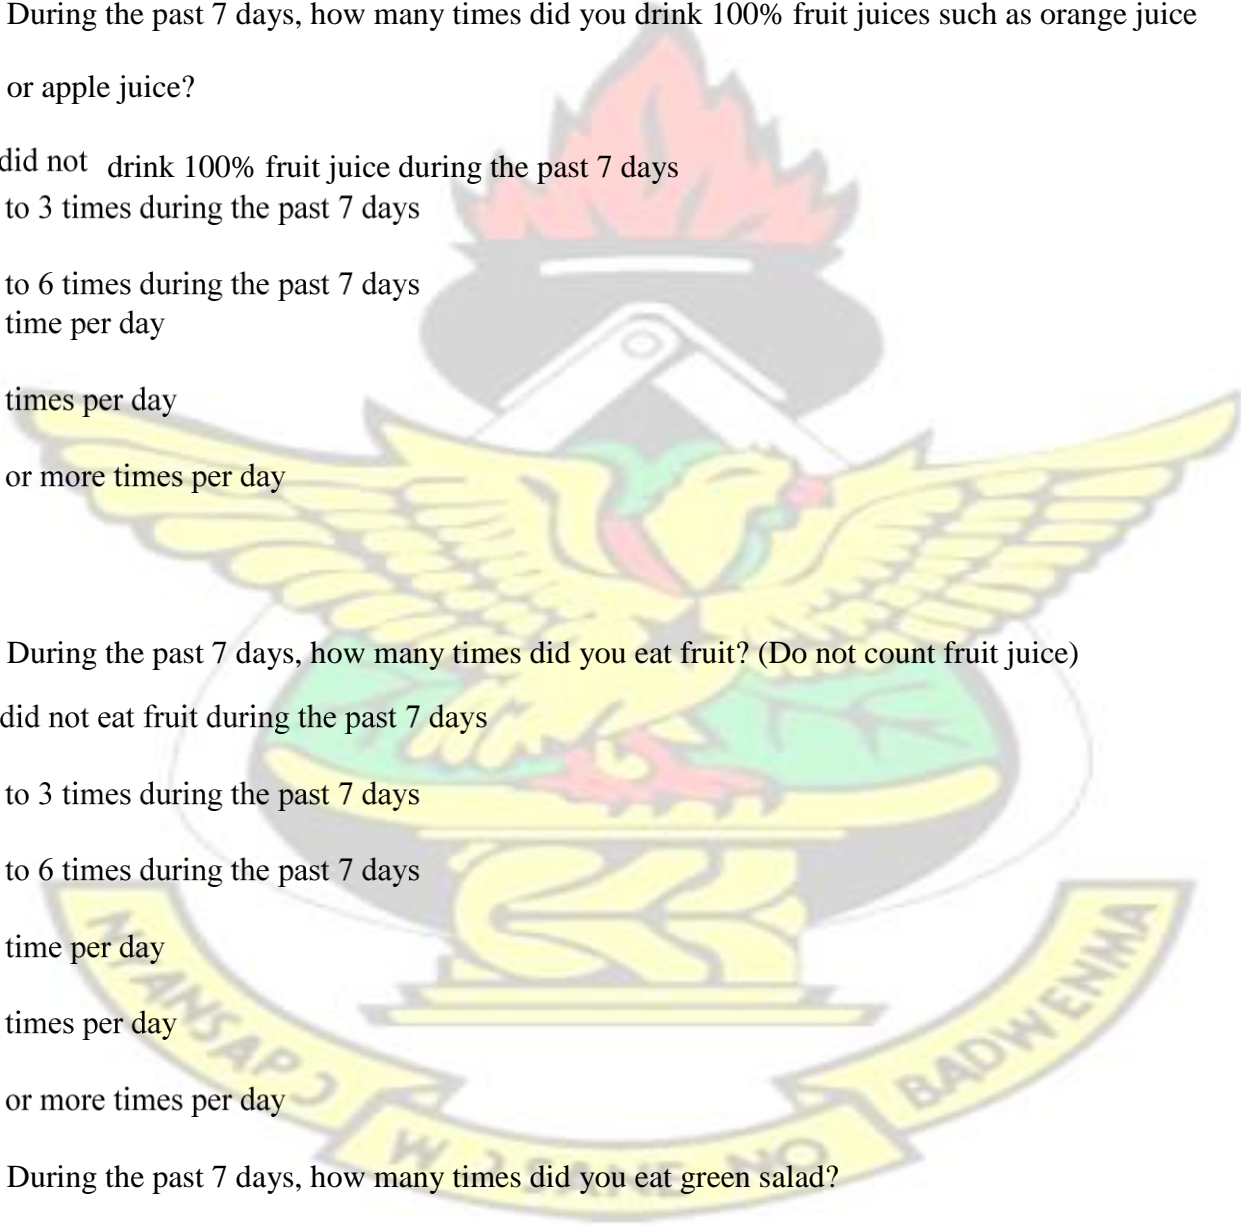 During the past 7 days, how many times did you drink 100% fruit juices such as orange juice
or apple juice?
did not drink 100% fruit juice during the past 7 days
to 3 times during the past 7 days
to 6 times during the past 7 days
time per day
times per day
or more times per day
During the past 7 days, how many times did you eat fruit? (Do not count fruit juice)
did not eat fruit during the past 7 days
to 3 times during the past 7 days
to 6 times during the past 7 days
time per day
times per day
or more times per day
During the past 7 days, how many times did you eat green salad?
NYANSAPƆ
WƆSANE NO
BADWENMA